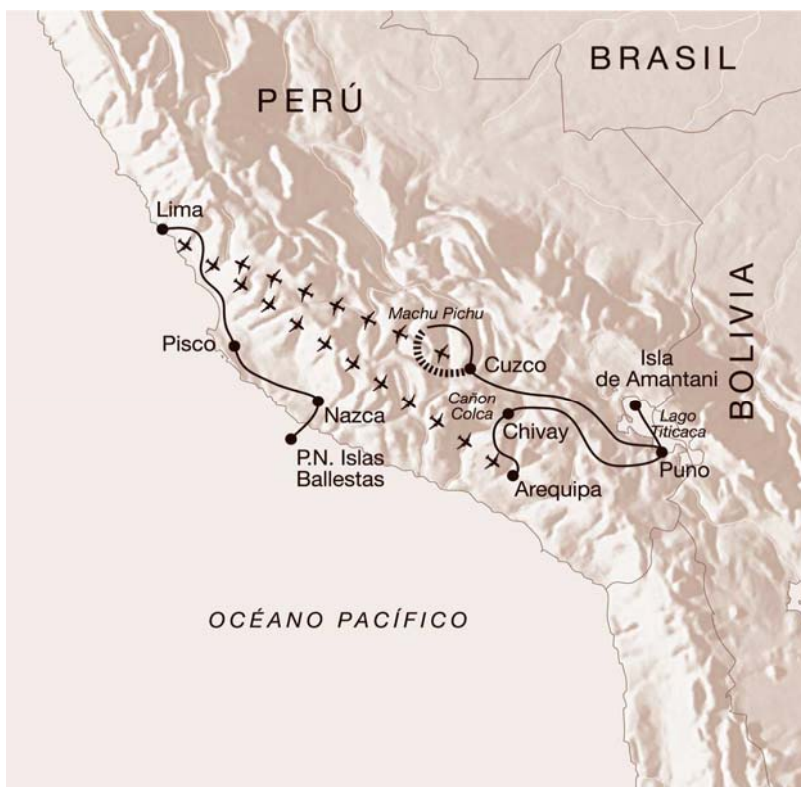 BRASIL
PERÚ
Lima
BOLIVIA
Machu Pichu
Pisco
Cuzco
Isla
de Amantani
Nazca
Cañon
Colca
Chivay
Lago
Titicaca
P.N. Islas
Ballestas
Arequipa
Puno
OCÉANO PACÍFICO